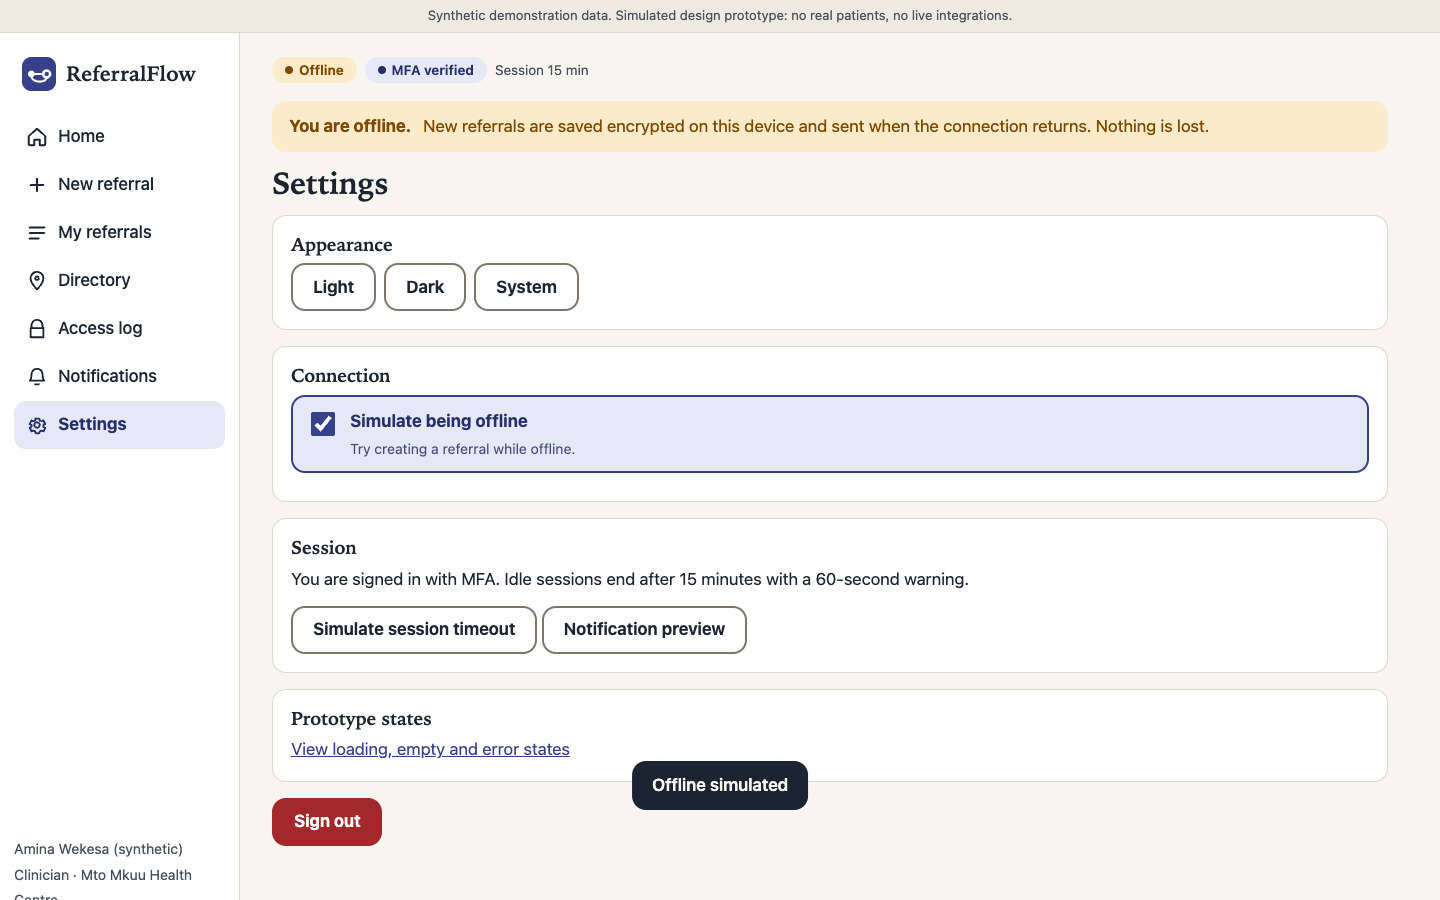 Synthetic demonstration data. Simulated design prototype: no real patients, no live integrations.
ReferralFlow
Home
New referral
My referrals
Directory
Access log
Notifications
Settings
Amina Wekesa (synthetic)
Clinician · Mto Mkuu Health
Centre
Offline
MFA verified
Session 15 min
You are offline. New referrals are saved encrypted on this device and sent when the connection returns. Nothing is lost.
Settings
Appearance
Light
Dark
System
Connection
Simulate being offline
Try creating a referral while offline.
Session
You are signed in with MFA. Idle sessions end after 15 minutes with a 60-second warning.
Simulate session timeout
Notification preview
Prototype states
View loading, empty and error states
Offline simulated
Sign out